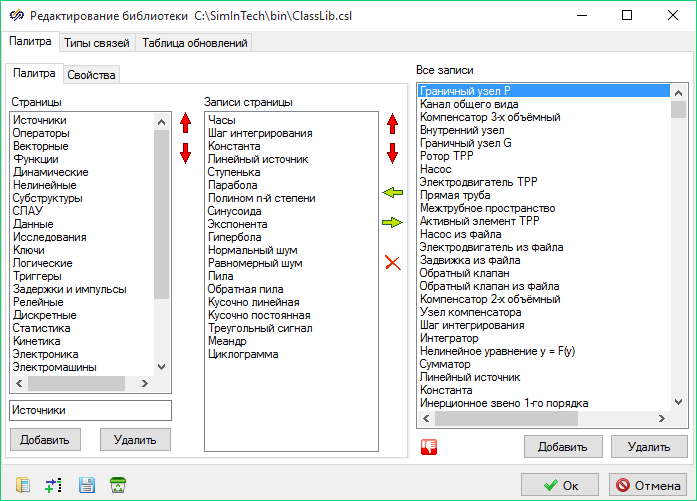 Редактирование библиотеки C:\SimInTech\bin\ClassLib.csl
Палитра
Типы связей
Таблица обновлений
Палитра
Свойства
Страницы
Источники
Операторы
Векторные
Функции
Динамические
Нелинейные
Субструктуры
СЛАУ
Данные
Исследования
Ключи
Логические
Триггеры
Задержки и импульсы
Релейные
Дискретные
Статистика
Кинетика
Электроника
Электромашины
Источники
Добавить
Удалить
Записи страницы
Часы
Шаг интегрирования
Константа
Линейный источник
Ступенька
Парабола
Полином n-й степени
Синусоида
Экспонента
Гипербола
Нормальный шум
Равномерный шум
Пила
Обратная пила
Кусочно линейная
Кусочно постоянная
Треугольный сигнал
Меандр
Циклограмма
Все записи
Граничный узел P
Канал общего вида
Компенсатор 3-х объёмный
Внутренний узел
Граничный узел G
Ротор ТРР
Насос
Электродвигатель ТРР
Прямая труба
Межтрубное пространство
Активный элемент ТРР
Насос из файла
Электродвигатель из файла
Задвижка из файла
Обратный клапан
Обратный клапан из файла
Компенсатор 2-х объёмный
Узел компенсатора
Шаг интегрирования
Интегратор
Нелинейное уравнение y = F(y)
Сумматор
Линейный источник
Константа
Инерционное звено 1-го порядка
Добавить
Удалить
Ок
Отмена